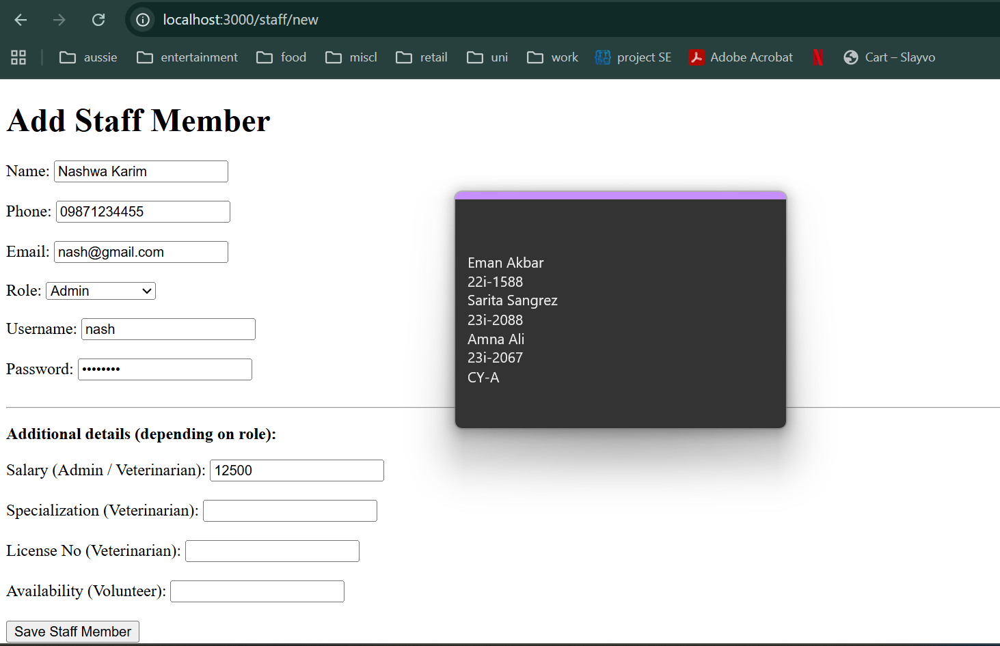 localhost:3000/staff/new
aussie entertainment food miscl retail uni work project SE Adobe Acrobat Cart – Slayvo
Add Staff Member
Name: Nashwa Karim
Phone: 09871234455
Email: nash@gmail.com
Role: Admin
Username: nash
Password: ••••••••
Additional details (depending on role):
Salary (Admin / Veterinarian): 12500
Specialization (Veterinarian):
License No (Veterinarian):
Availability (Volunteer):
Save Staff Member
Eman Akbar
22i-1588
Sarita Sangrez
23i-2088
Amna Ali
23i-2067
CY-A